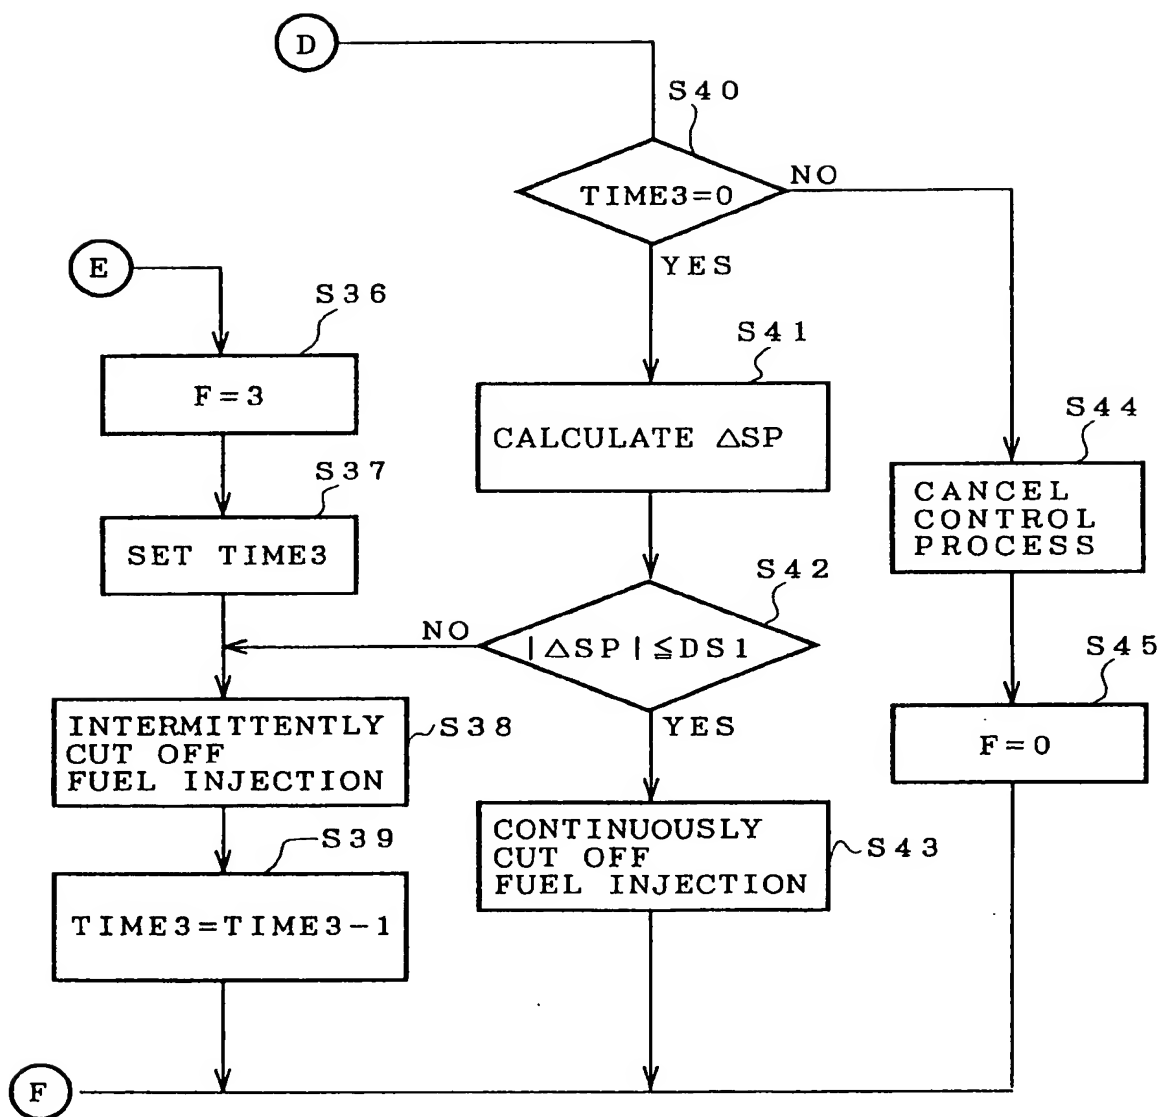 D
S40
TIME3=0
NO
YES
E
S36
F=3
S41
CALCULATE △SP
S44
CANCEL
CONTROL
PROCESS
S37
SET TIME3
S42
|△SP|≦DS1
NO
YES
S45
F=0
INTERMITTENTLY
CUT OFF
FUEL INJECTION
S38
CONTINUOUSLY
CUT OFF
FUEL INJECTION
S43
S39
TIME3=TIME3-1
F